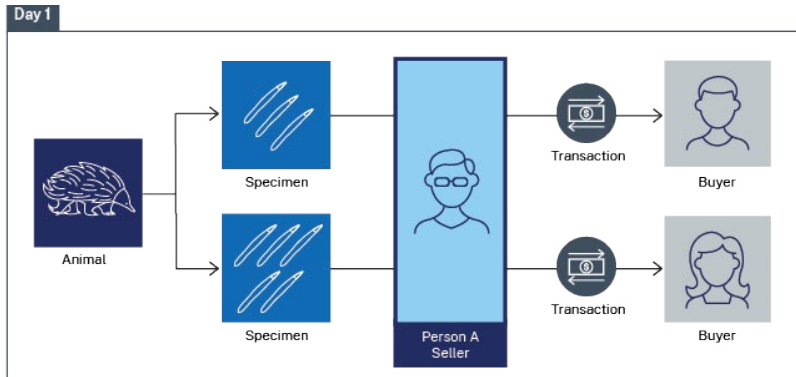 Day 1
Animal
Specimen
Specimen
Person A
Seller
$
Transaction
Buyer
$
Transaction
Buyer